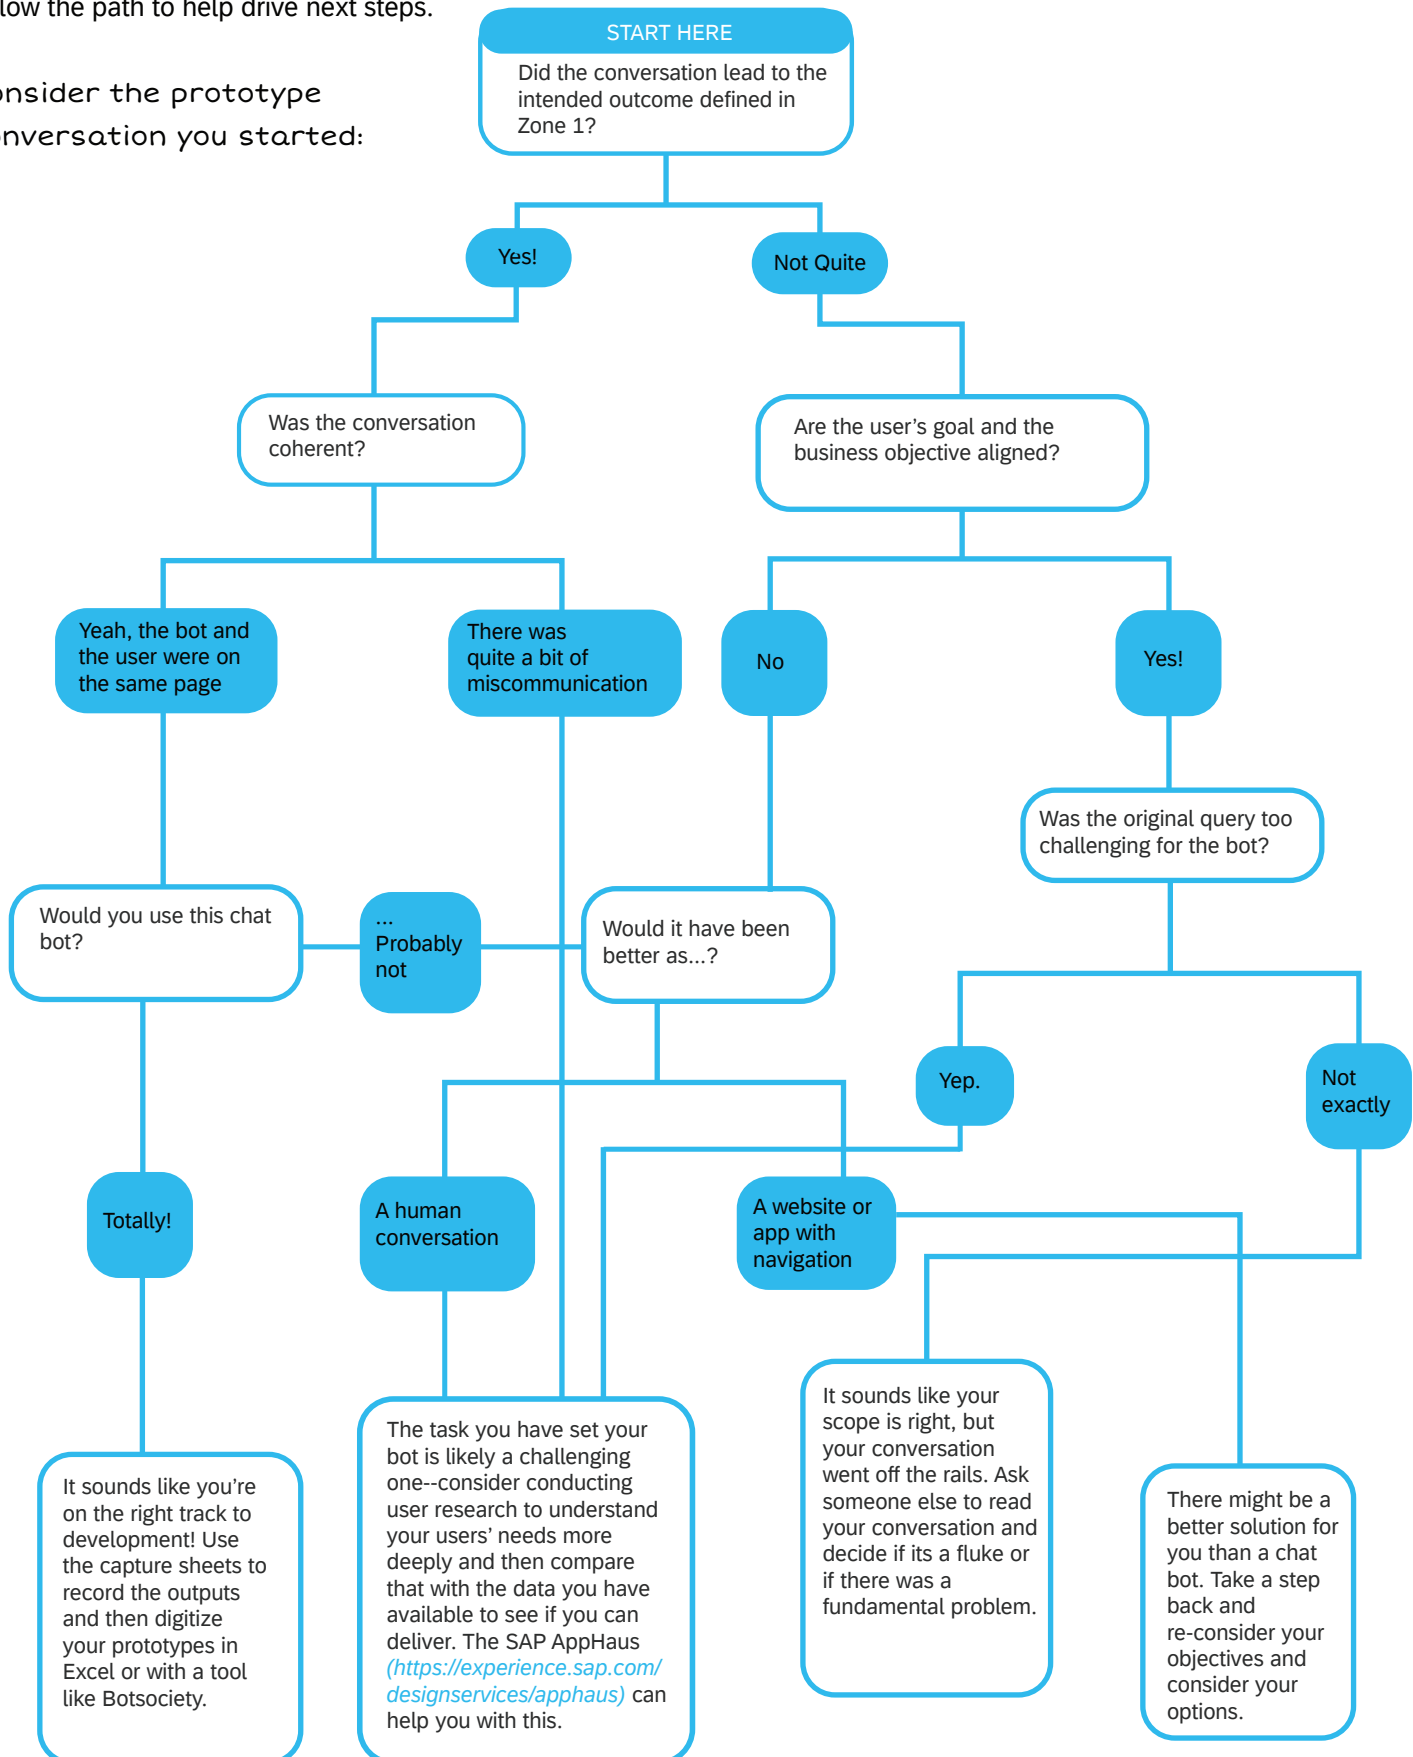 low the path to help drive next steps.
onsider the prototype
onversation you started:
START HERE
Did the conversation lead to the
intended outcome defined in
Zone 1?
Yes!
Not Quite
Was the conversation
coherent?
Are the user's goal and the
business objective aligned?
Yeah, the bot and
the user were on
the same page
There was
quite a bit of
miscommunication
No
Yes!
Was the original query too
challenging for the bot?
Would you use this chat
bot?
...
Probably
not
Would it have been
better as...?
Yep.
Not
exactly
Totally!
A human
conversation
A website or
app with
navigation
It sounds like you're
on the right track to
development! Use
the capture sheets to
record the outputs
and then digitize
your prototypes in
Excel or with a tool
like Botsociety.
The task you have set your
bot is likely a challenging
one--consider conducting
user research to understand
your users' needs more
deeply and then compare
that with the data you have
available to see if you can
deliver. The SAP AppHaus
(https://experience.sap.com/
designservices/apphaus) can
help you with this.
It sounds like your
scope is right, but
your conversation
went off the rails. Ask
someone else to read
your conversation and
decide if its a fluke or
if there was a
fundamental problem.
There might be a
better solution for
you than a chat
bot. Take a step
back and
re-consider your
objectives and
consider your
options.